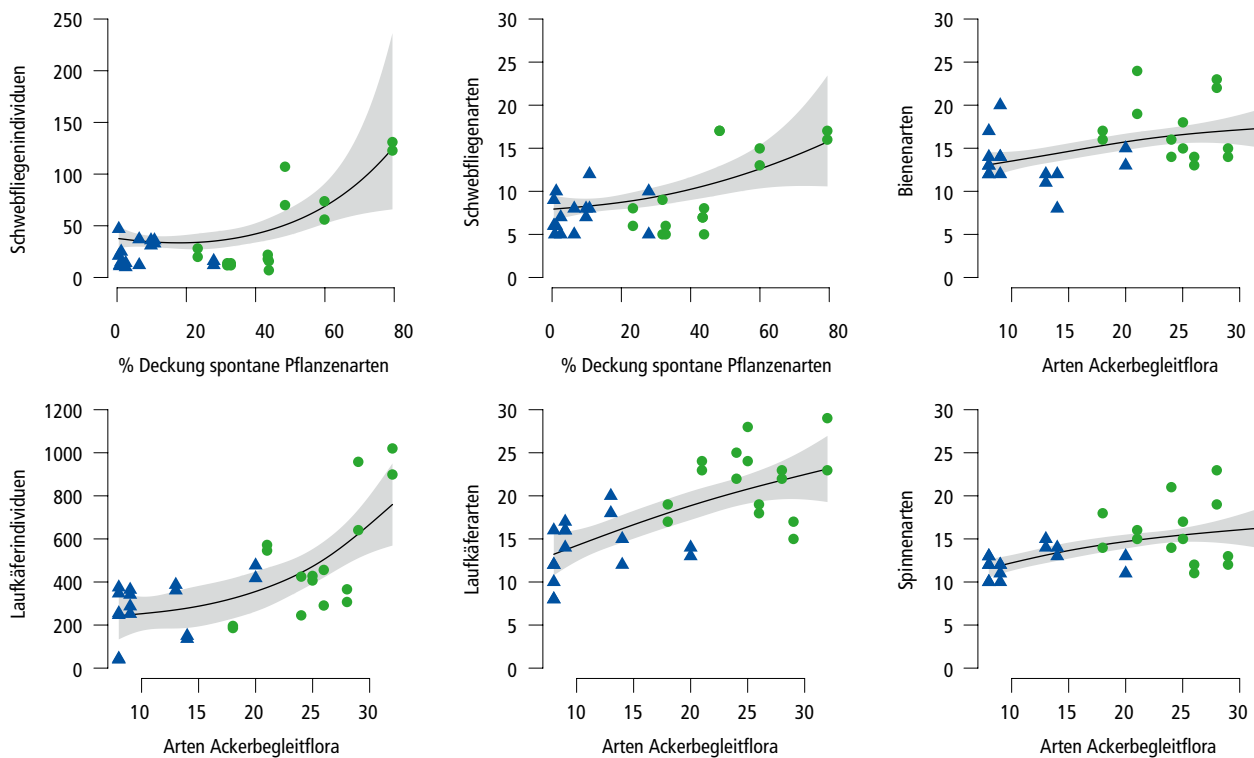 Schwebfliegenindividuen
250
200
150
100
50
0
0 20 40 60 80
% Deckung spontane Pflanzenarten
Schwebfliegenarten
30
25
20
15
10
5
0
0 20 40 60 80
% Deckung spontane Pflanzenarten
Bienenarten
30
25
20
15
10
5
0
10 15 20 25 30
Arten Ackerbegleitflora
Laufkäferindividuen
1200
1000
800
600
400
200
0
10 15 20 25 30
Arten Ackerbegleitflora
Laufkäferarten
30
25
20
15
10
5
0
10 15 20 25 30
Arten Ackerbegleitflora
Spinnenarten
30
25
20
15
10
5
0
10 15 20 25 30
Arten Ackerbegleitflora